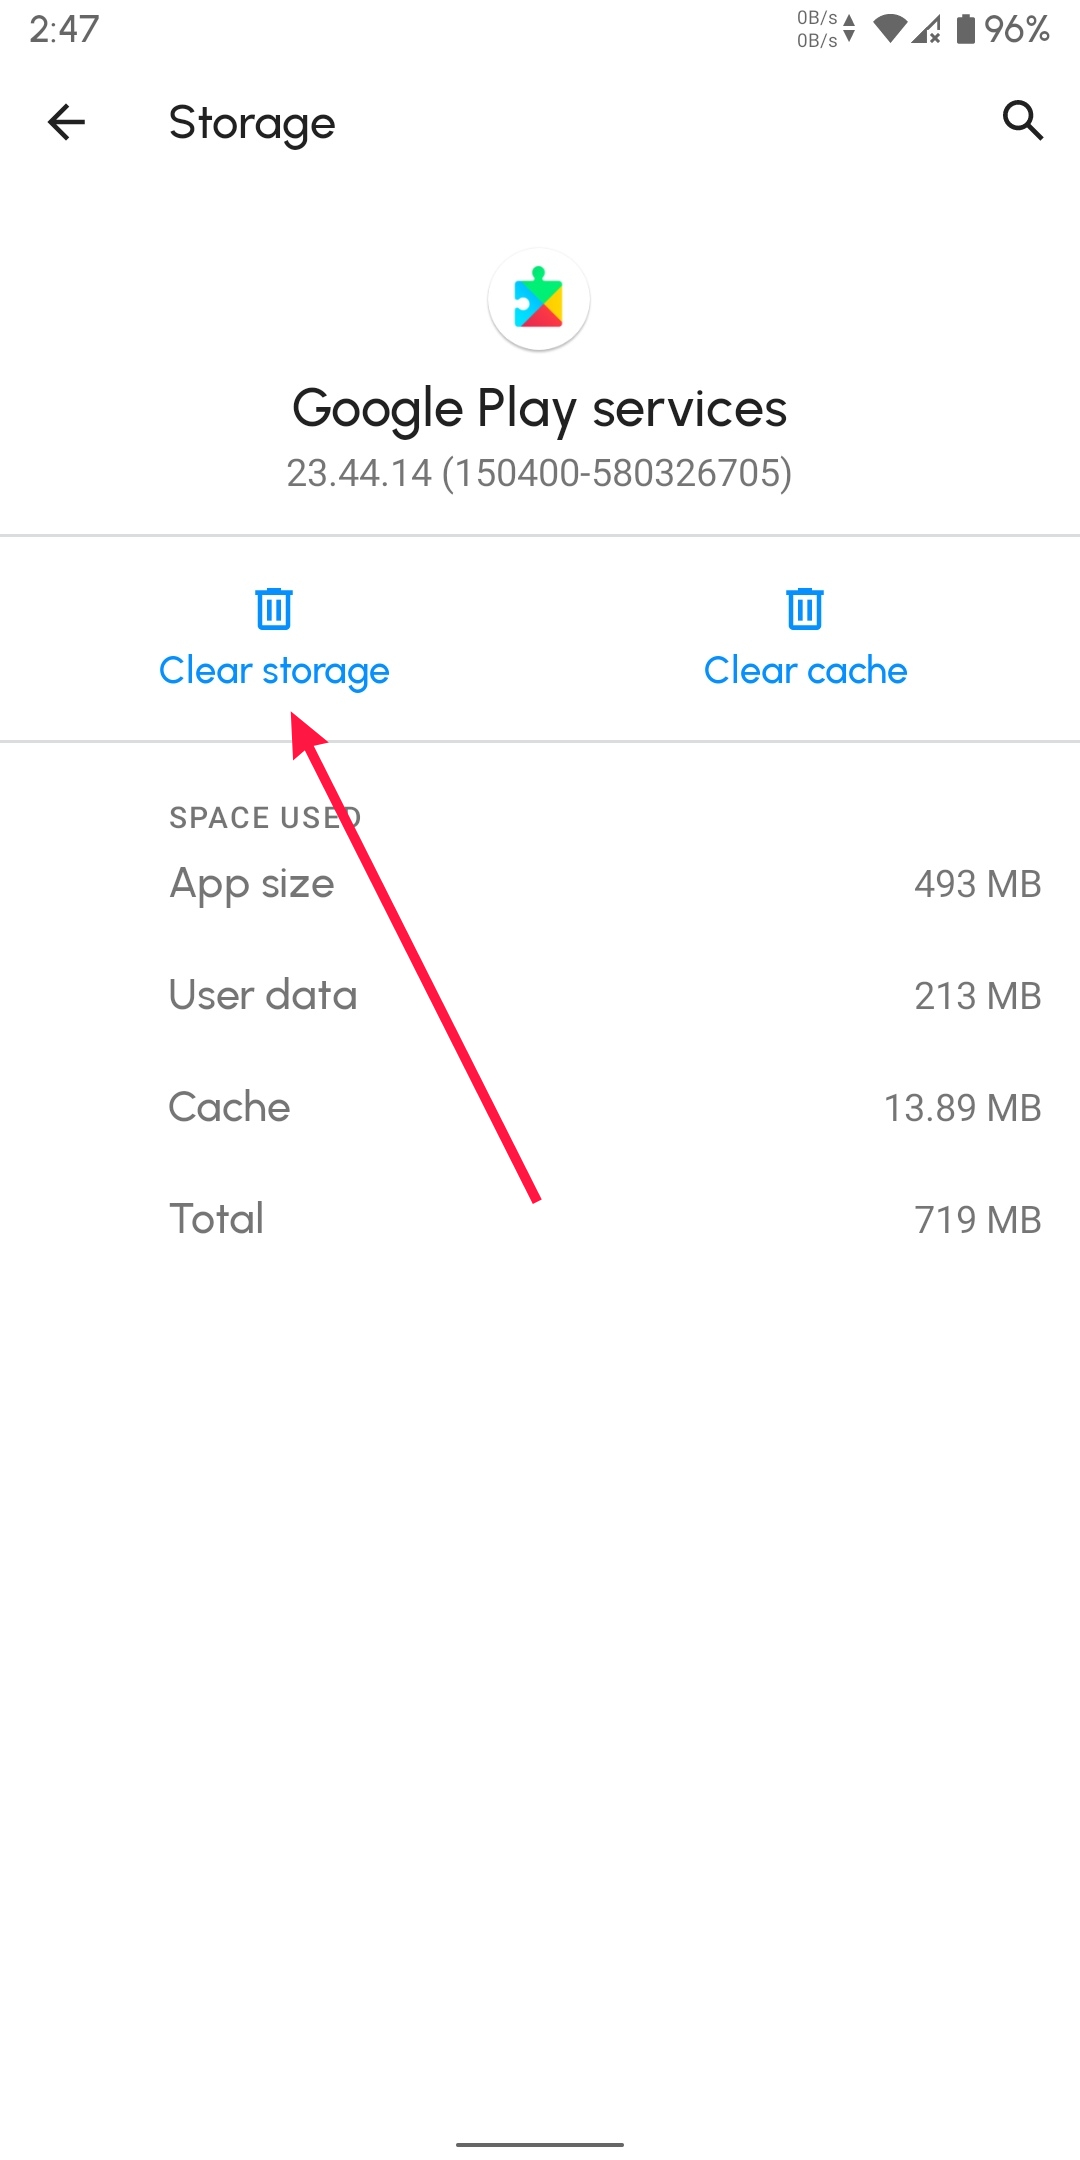 2:47
0B/s
0B/s
96%
Storage
Google Play services
23.44.14 (150400-580326705)
Clear storage
Clear cache
SPACE USED
App size
493 MB
User data
213 MB
Cache
13.89 MB
Total
719 MB